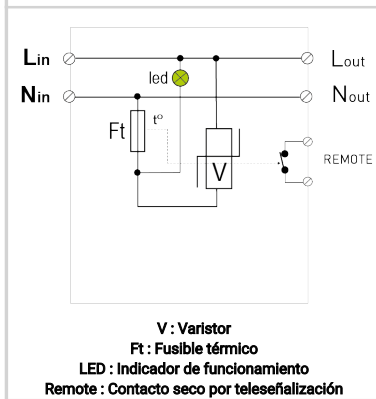 Lin
Lout
led
Nin
Nout
Ft
tº
V
REMOTE
V : Varistor
Ft : Fusible térmico
LED : Indicador de funcionamiento
Remote : Contacto seco por teleseñalización